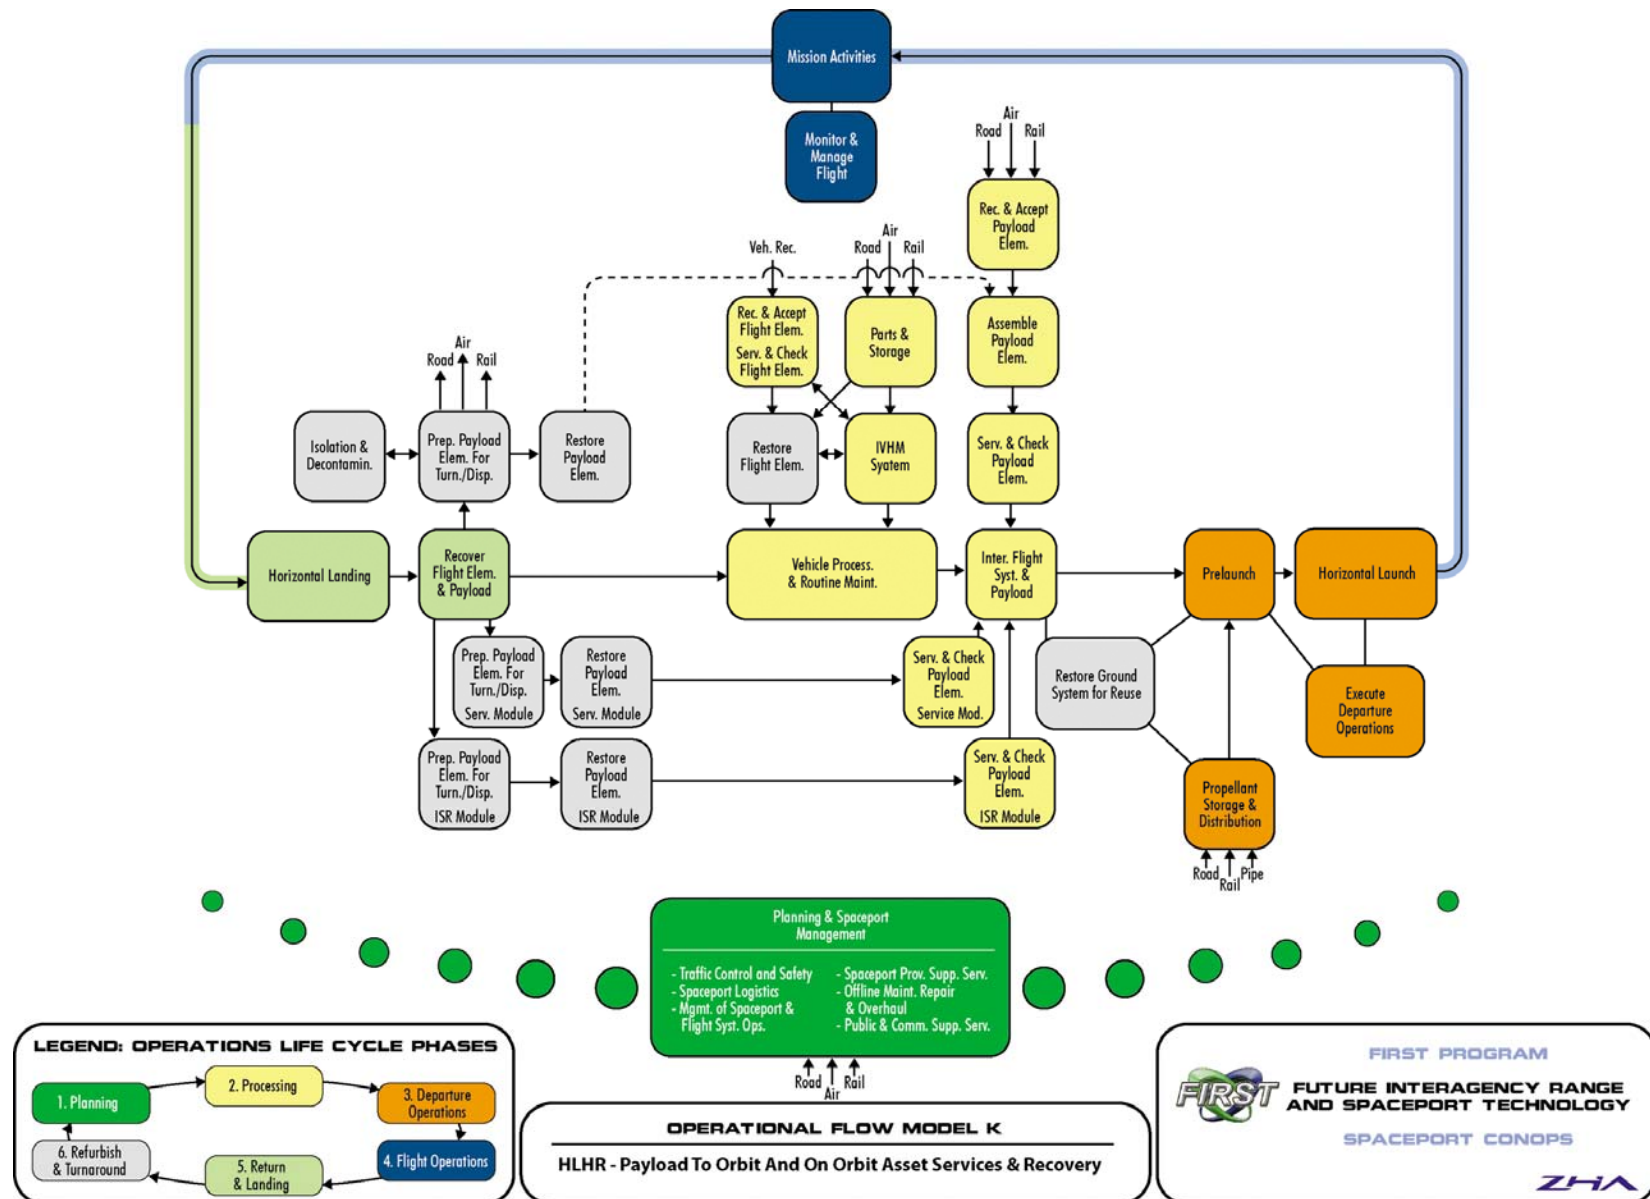 Mission Activities
Monitor &
Manage
Flight
Air
Road Rail
Rec. & Accept
Payload
Elem.
Veh. Rec.
Air
Road Rail
Rec. & Accept
Flight Elem.
Serv. & Check
Flight Elem.
Parts &
Storage
Assemble
Payload
Elem.
Air
Road Rail
Isolation &
Decontamin.
Prep. Payload
Elem. For
Turn./Disp.
Restore
Payload
Elem.
Restore
Flight Elem.
IVHM
Syatem
Serv. & Check
Payload
Elem.
Horizontal Landing
Recover
Flight Elem.
& Payload
Vehicle Process.
& Routine Maint.
Inter. Flight
Syst. &
Payload
Prelaunch
Horizontal Launch
Prep. Payload
Elem. For
Turn./Disp.
Serv. Module
Restore
Payload
Elem.
Serv. Module
Serv. & Check
Payload
Elem.
Service Mod.
Restore Ground
System for Reuse
Execute
Departure
Operations
Prep. Payload
Elem. For
Turn./Disp.
ISR Module
Restore
Payload
Elem.
ISR Module
Serv. & Check
Payload
Elem.
ISR Module
Propellant
Storage &
Distribution
Road Rail Pipe
Planning & Spaceport
Management
- Traffic Control and Safety
- Spaceport Logistics
- Mgmt. of Spaceport &
Flight Syst. Ops.
- Spaceport Prov. Supp. Serv.
- Offline Maint. Repair
& Overhaul
- Public & Comm. Supp. Serv.
Road Air Rail
LEGEND: OPERATIONS LIFE CYCLE PHASES
1. Planning
2. Processing
3. Departure
Operations
4. Flight Operations
5. Return
& Landing
6. Refurbish
& Turnaround
OPERATIONAL FLOW MODEL K
HLHR - Payload To Orbit And On Orbit Asset Services & Recovery
FIRST PROGRAM
FIRST
FUTURE INTERAGENCY RANGE
AND SPACEPORT TECHNOLOGY
SPACEPORT CONOPS
ZHA